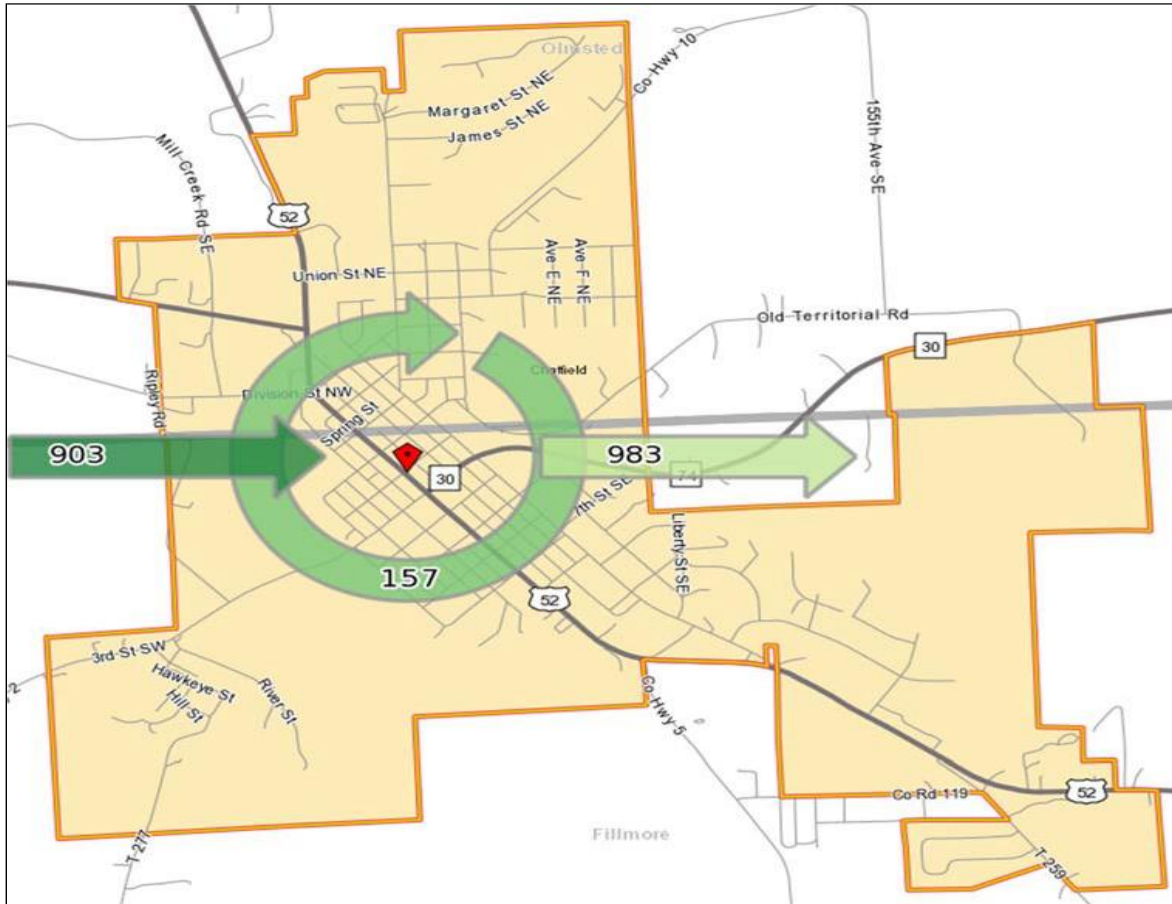 Olmsted
Co Hwy 10
Margaret St NE
James St NE
155th Ave SE
Mill Creek Rd SE
52
Union St NE
Ave E NE
Ave F NE
Old Territorial Rd
30
Chatfield
Ripley Rd
Division St NW
Spring St
903
983
30
74
7th St SE
Liberty St SE
157
52
3rd St SW
Hawkeye St
Hill St
River St
Co Hwy 5
Co Rd 119
52
Fillmore
T-277
T-259